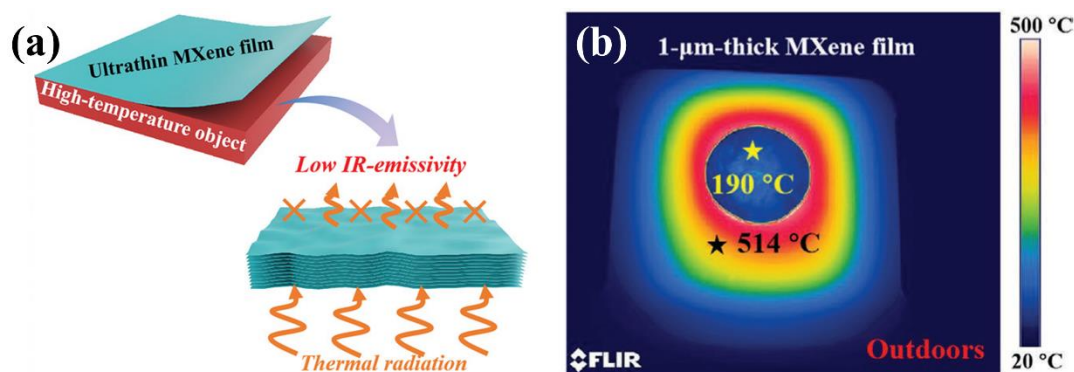 (a)
Ultrathin MXene film
High-temperature object
Low IR-emissivity
Thermal radiation
(b)
1-μm-thick MXene film
500 °C
★
190 °C
★ 514 °C
Outdoors
FLIR
20 °C